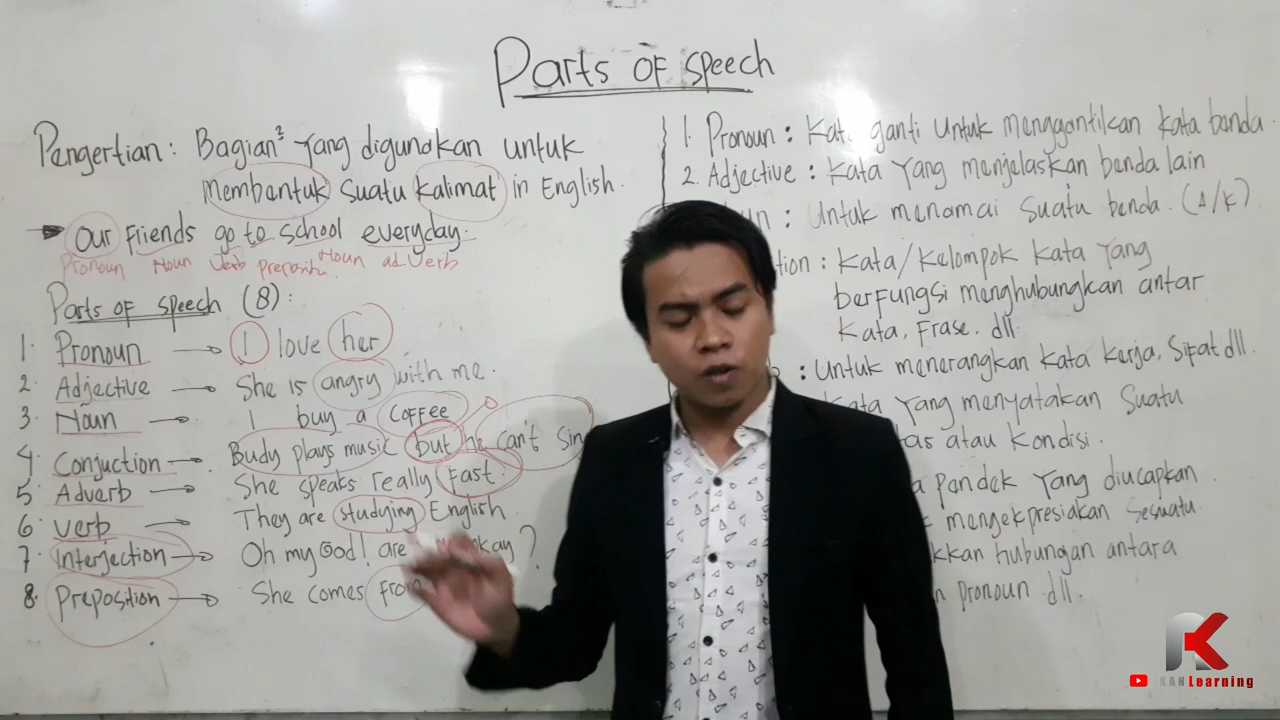 Parts of speech
Pengertian : Bagian² yang digunakan untuk
membentuk suatu kalimat in English.
Our friends go to school everyday.
Pronoun Noun Verb Noun adVerb
Parts of speech (8) :
1. Pronoun → I love her
2. Adjective → She is angry with me.
3. Noun → I buy a coffee
4. Conjuction → Budy plays music but he can't sin
5. Adverb → She speaks really fast.
6. verb → They are studying English.
7. Interjection → Oh my God! are kay?
8. Preposition → She comes from
1. Pronoun : Kata ganti untuk menggantikan kata benda.
2. Adjective : Kata yang menjelaskan benda lain
un : Untuk menamai suatu benda. (A/K).
tion : Kata/kelompok kata yang
berfungsi menghubungkan antar
kata, frase, dll.
: Untuk menerangkan kata kerja, sifat dll.
Kata yang menyatakan suatu
as atau kondisi.
a pendek yang diucapkan
k mengekpresiakan sesuatu.
kkan hubungan antara
n pronoun dll.
K
KAN Learning